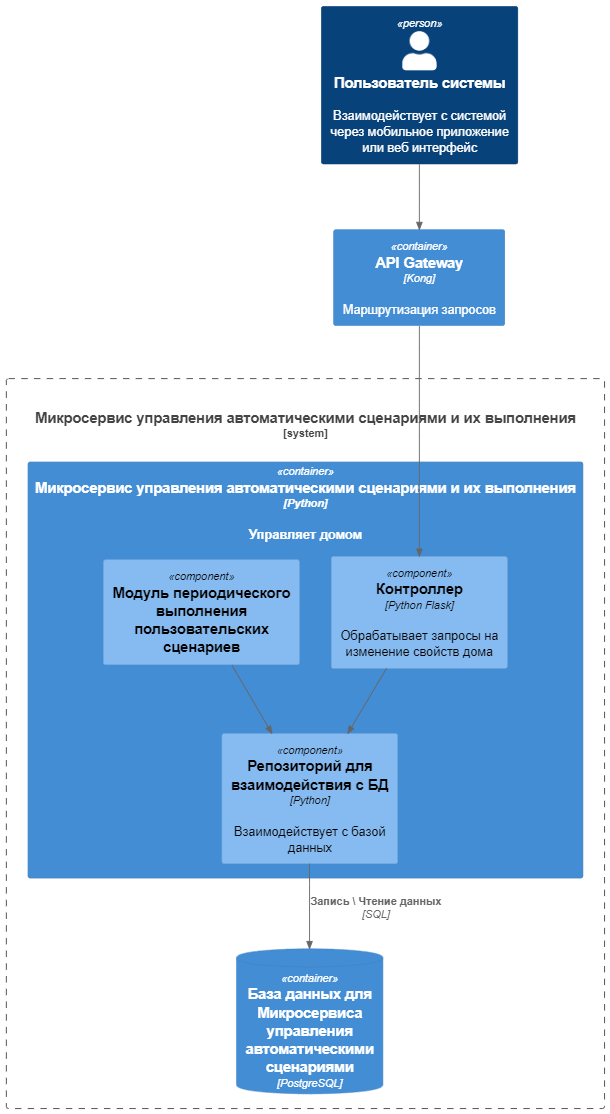 «person»
Пользователь системы
Взаимодействует с системой
через мобильное приложение
или веб интерфейс
«container»
API Gateway
[Kong]
Маршрутизация запросов
Микросервис управления автоматическими сценариями и их выполнения
[system]
«container»
Микросервис управления автоматическими сценариями и их выполнения
[Python]
Управляет домом
«component»
Модуль периодического
выполнения
пользовательских
сценариев
«component»
Контроллер
[Python Flask]
Обрабатывает запросы на
изменение свойств дома
«component»
Репозиторий для
взаимодействия с БД
[Python]
Взаимодействует с базой
данных
Запись \ Чтение данных
[SQL]
«container»
База данных для
Микросервиса
управления
автоматическими
сценариями
[PostgreSQL]